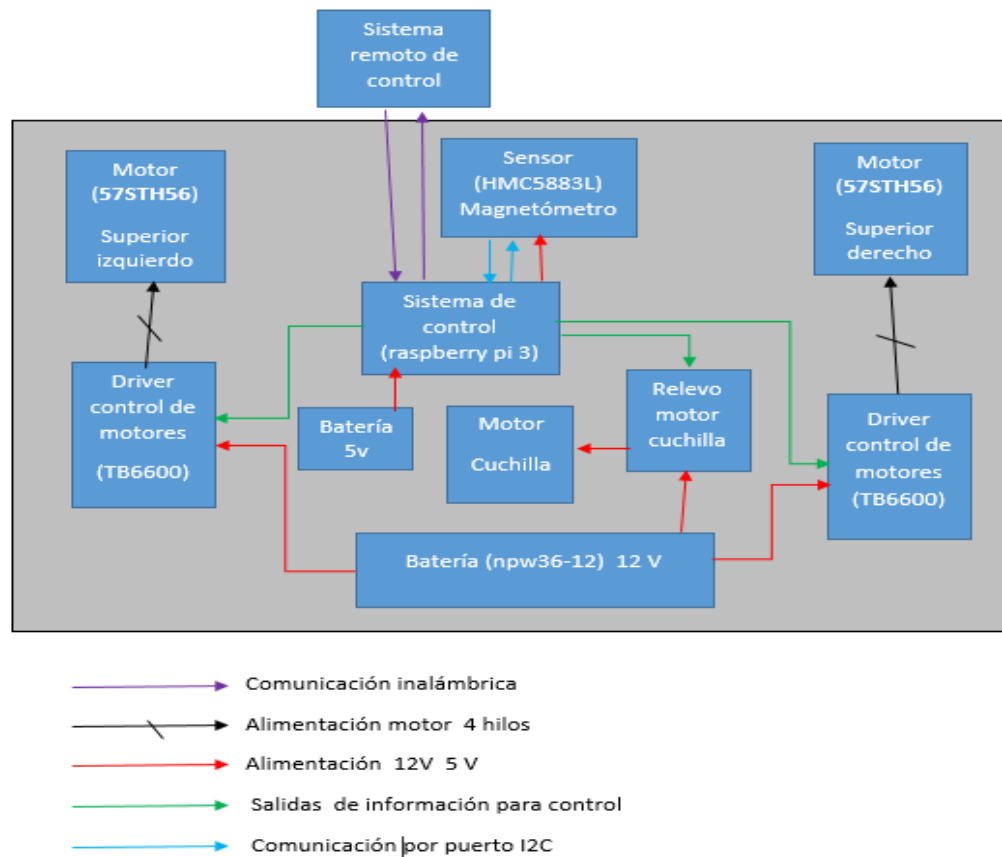 Sistema
remoto de
control
Motor
(57STH56)
Superior
izquierdo
Sensor
(HMC5883L)
Magnetómetro
Motor
(57STH56)
Superior
derecho
Sistema de
control
(raspberry pi 3)
Driver
control de
motores
(TB6600)
Batería
5v
Motor
Cuchilla
Relevo
motor
cuchilla
Driver
control de
motores
(TB6600)
Batería (npw36-12) 12 V
Comunicación inalámbrica
Alimentación motor 4 hilos
Alimentación 12V 5 V
Salidas de información para control
Comunicación por puerto I2C